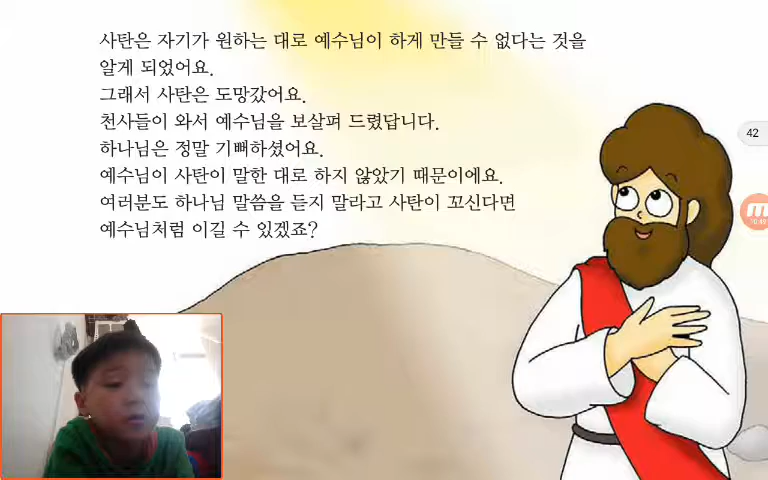 사탄은 자기가 원하는 대로 예수님이 하게 만들 수 없다는 것을
알게 되었어요.
그래서 사탄은 도망갔어요.
천사들이 와서 예수님을 보살펴 드렸답니다.
하나님은 정말 기뻐하셨어요.
예수님이 사탄이 말한 대로 하지 않았기 때문이에요.
여러분도 하나님 말씀을 듣지 말라고 사탄이 꼬신다면
예수님처럼 이길 수 있겠죠?
42